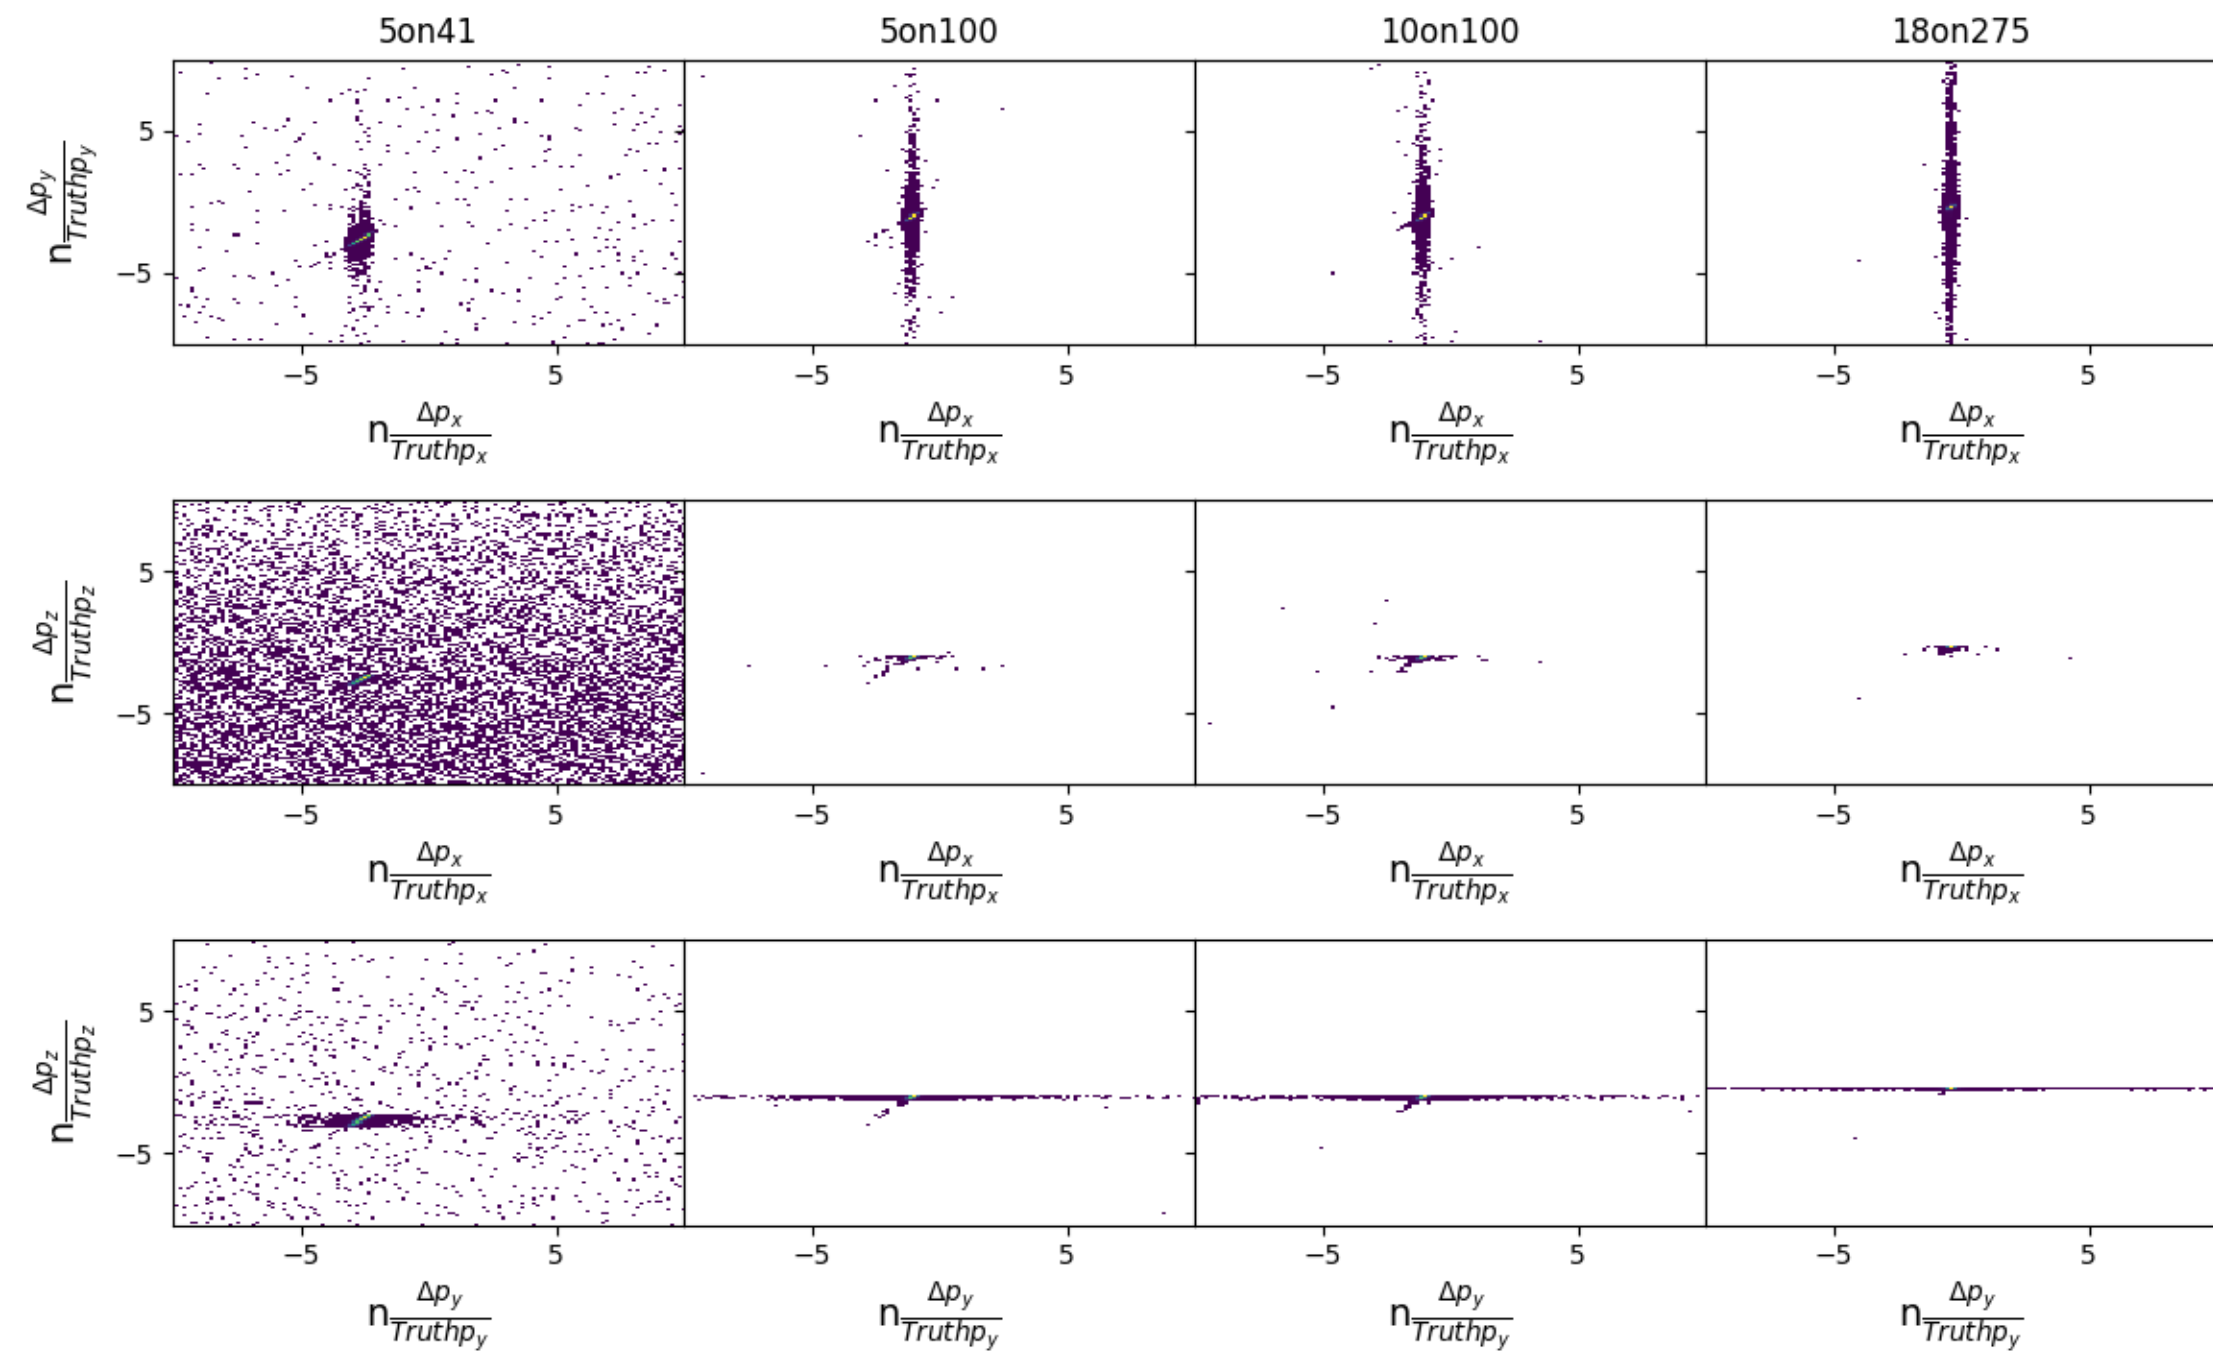 5on41 5on100 10on100 18on275
n Δp_y / Truthp_y
5
−5
−5 5 −5 5 −5 5 −5 5
n Δp_x / Truthp_x n Δp_x / Truthp_x n Δp_x / Truthp_x n Δp_x / Truthp_x
n Δp_z / Truthp_z
5
−5
−5 5 −5 5 −5 5 −5 5
n Δp_x / Truthp_x n Δp_x / Truthp_x n Δp_x / Truthp_x n Δp_x / Truthp_x
n Δp_z / Truthp_z
5
−5
−5 5 −5 5 −5 5 −5 5
n Δp_y / Truthp_y n Δp_y / Truthp_y n Δp_y / Truthp_y n Δp_y / Truthp_y